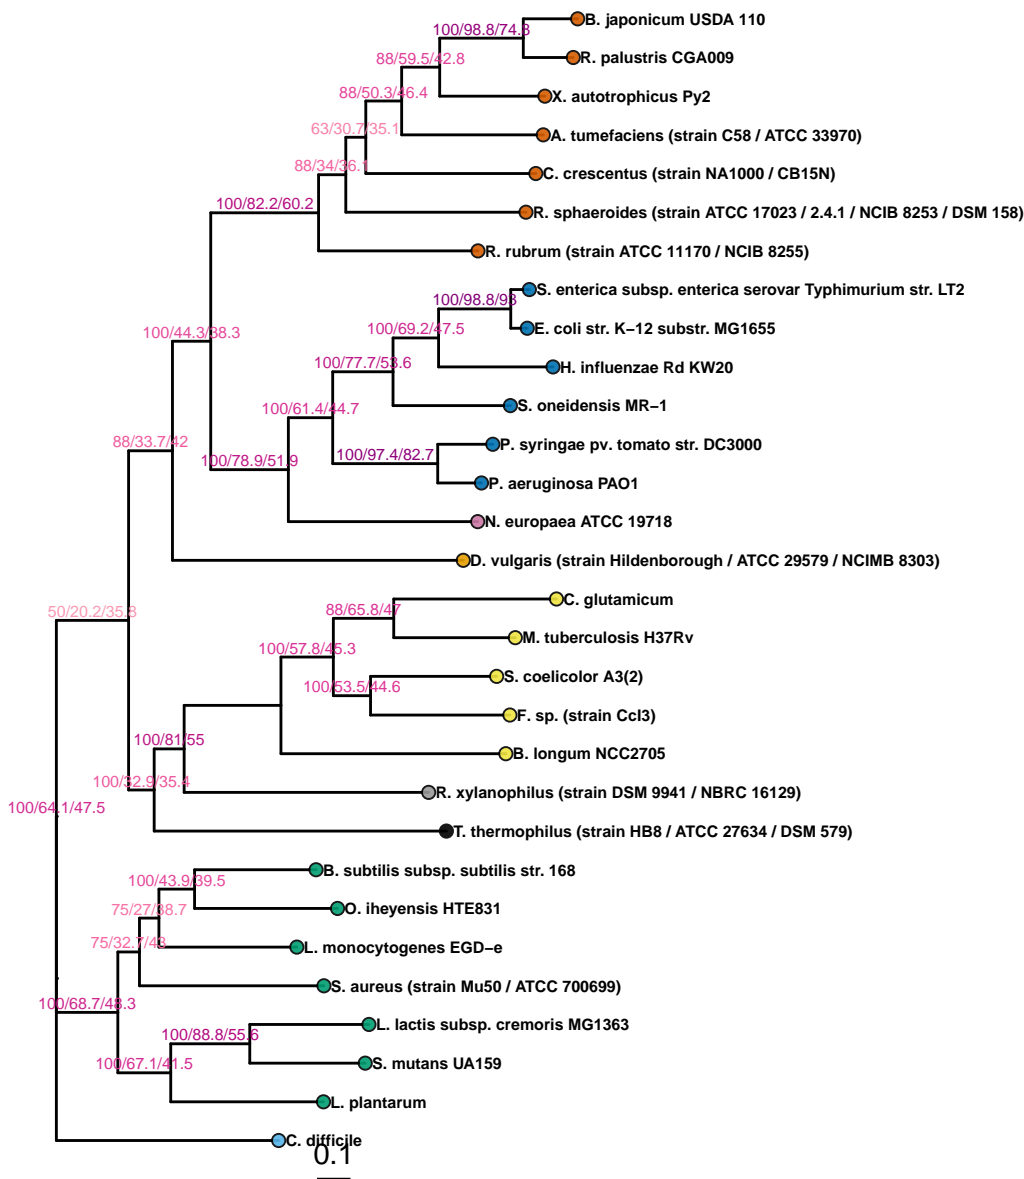 B. japonicum USDA 110
100/98.8/74.8
R. palustris CGA009
88/59.5/42.8
X. autotrophicus Py2
88/50.3/46.4
A. tumefaciens (strain C58 / ATCC 33970)
63/30.7/35.1
C. crescentus (strain NA1000 / CB15N)
88/34/36.1
R. sphaeroides (strain ATCC 17023 / 2.4.1 / NCIB 8253 / DSM 158)
100/82.2/60.2
R. rubrum (strain ATCC 11170 / NCIB 8255)
S. enterica subsp. enterica serovar Typhimurium str. LT2
100/98.8/93
E. coli str. K−12 substr. MG1655
100/69.2/47.5
100/44.3/38.3
H. influenzae Rd KW20
100/77.7/53.6
S. oneidensis MR−1
100/61.4/44.7
P. syringae pv. tomato str. DC3000
88/33.7/42
100/97.4/82.7
100/78.9/51.9
P. aeruginosa PAO1
N. europaea ATCC 19718
D. vulgaris (strain Hildenborough / ATCC 29579 / NCIMB 8303)
C. glutamicum
50/20.2/35.8
88/65.8/47
M. tuberculosis H37Rv
100/57.8/45.3
S. coelicolor A3(2)
100/53.5/44.6
F. sp. (strain CcI3)
100/81/55
B. longum NCC2705
100/32.9/35.4
R. xylanophilus (strain DSM 9941 / NBRC 16129)
100/64.1/47.5
T. thermophilus (strain HB8 / ATCC 27634 / DSM 579)
B. subtilis subsp. subtilis str. 168
100/43.9/39.5
O. iheyensis HTE831
75/27/38.7
75/32.7/43
L. monocytogenes EGD−e
S. aureus (strain Mu50 / ATCC 700699)
100/68.7/48.3
L. lactis subsp. cremoris MG1363
100/88.8/55.6
S. mutans UA159
100/67.1/41.5
L. plantarum
C. difficile
0.1